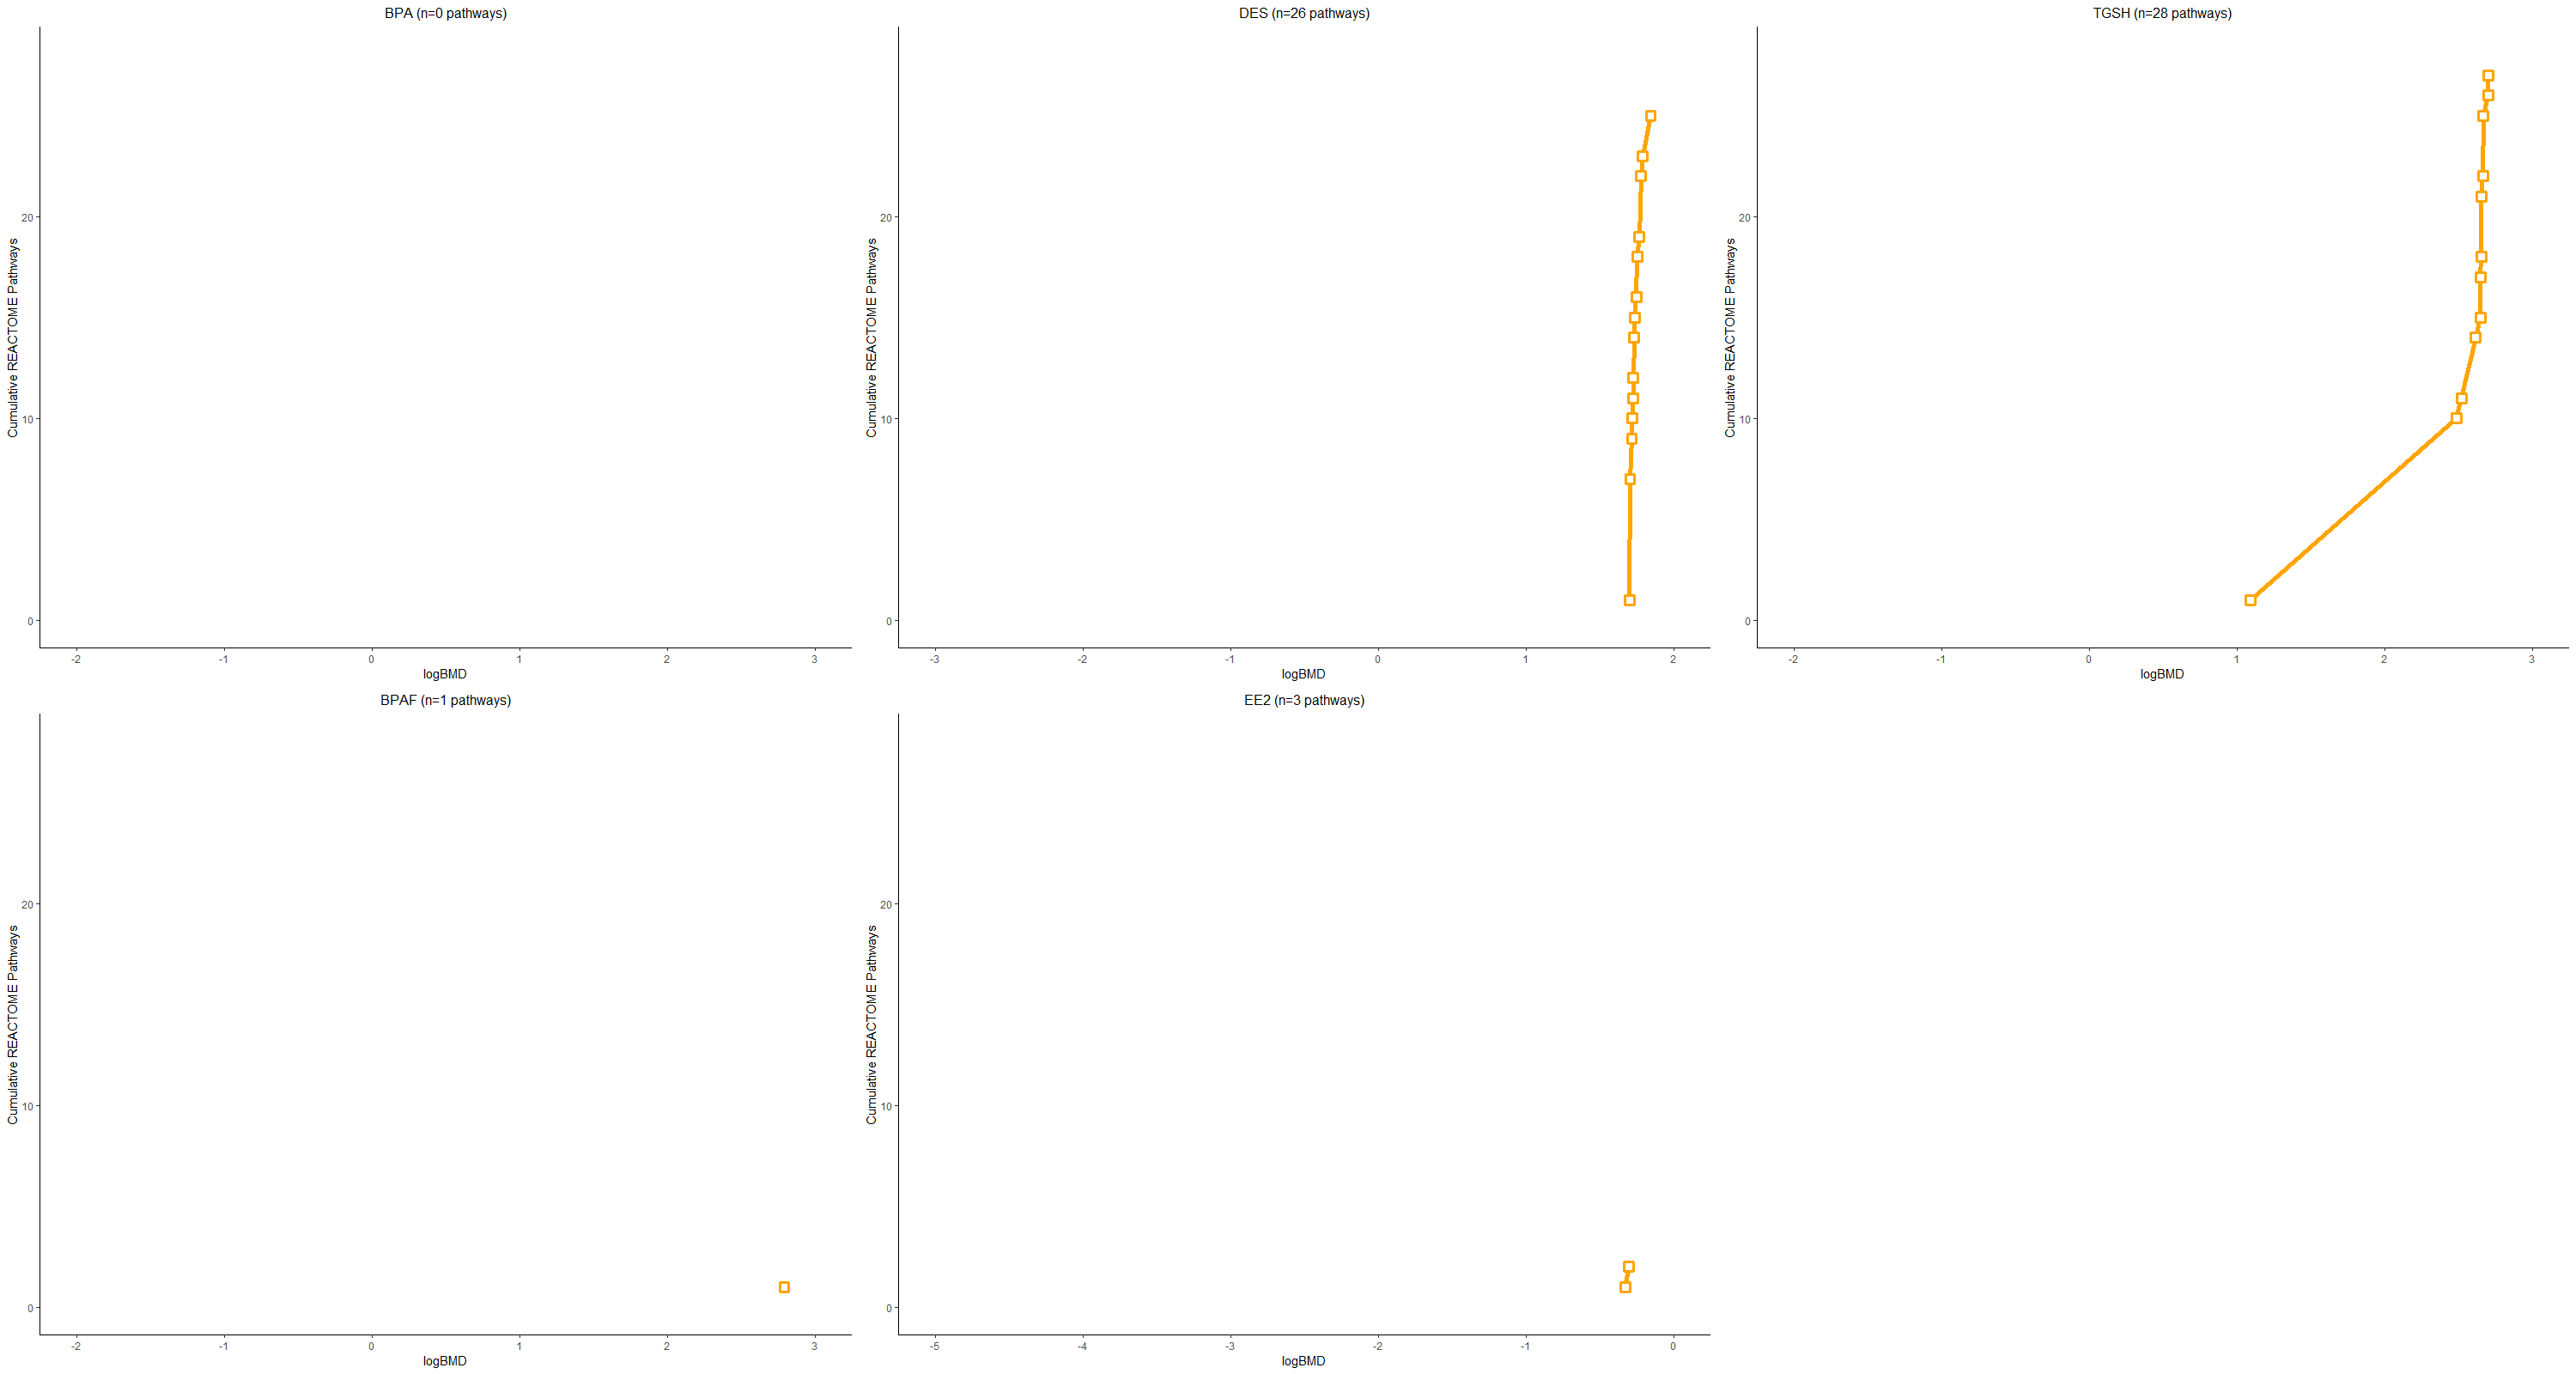 BPA (n=0 pathways)
Cumulative REACTOME Pathways
20
10
0
-2 -1 0 1 2 3
logBMD
DES (n=26 pathways)
Cumulative REACTOME Pathways
20
10
0
-3 -2 -1 0 1 2
logBMD
TGSH (n=28 pathways)
Cumulative REACTOME Pathways
20
10
0
-2 -1 0 1 2 3
logBMD
BPAF (n=1 pathways)
Cumulative REACTOME Pathways
20
10
0
-2 -1 0 1 2 3
logBMD
EE2 (n=3 pathways)
Cumulative REACTOME Pathways
20
10
0
-5 -4 -3 -2 -1 0
logBMD